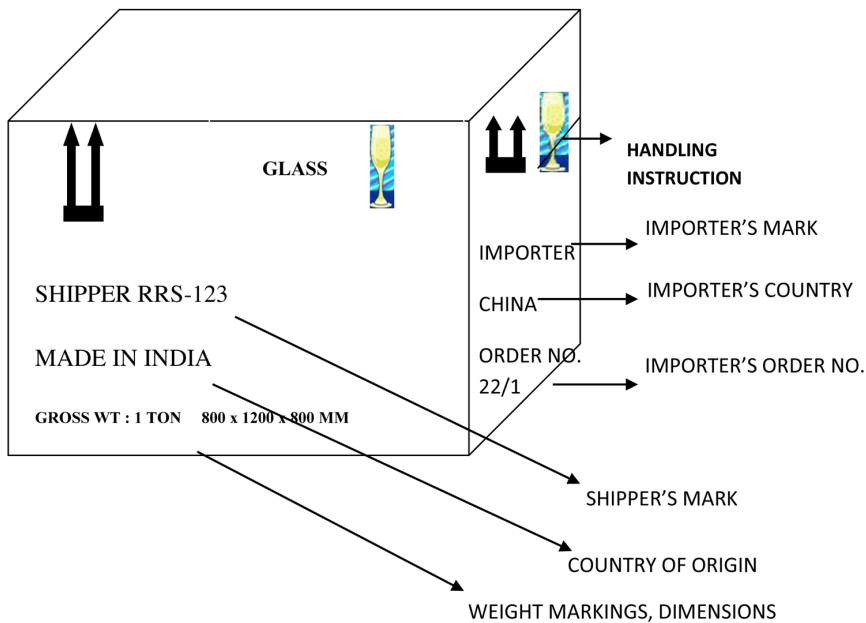 GLASS
HANDLING
INSTRUCTION
IMPORTER
IMPORTER'S MARK
SHIPPER RRS-123
CHINA
IMPORTER'S COUNTRY
MADE IN INDIA
ORDER NO.
22/1
IMPORTER'S ORDER NO.
GROSS WT : 1 TON 800 x 1200 x 800 MM
SHIPPER'S MARK
COUNTRY OF ORIGIN
WEIGHT MARKINGS, DIMENSIONS